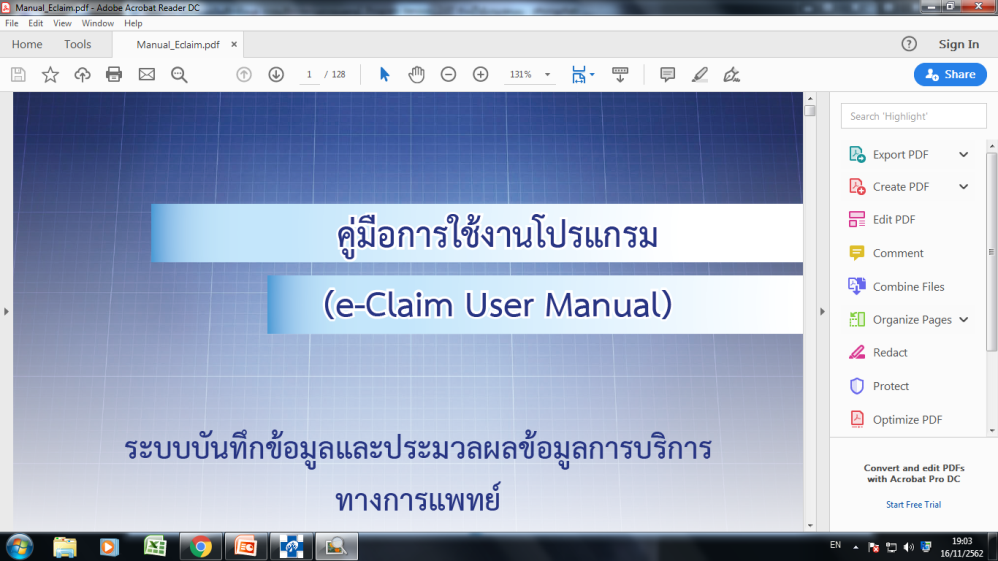 Manual_Eclaim.pdf - Adobe Acrobat Reader DC
File Edit View Window Help
Home Tools Manual_Eclaim.pdf × Sign In
1 / 128 131% Share
คู่มือการใช้งานโปรแกรม
(e-Claim User Manual)
ระบบบันทึกข้อมูลและประมวลผลข้อมูลการบริการ
ทางการแพทย์
Search 'Highlight'
Export PDF
Create PDF
Edit PDF
Comment
Combine Files
Organize Pages
Redact
Protect
Optimize PDF
Convert and edit PDFs
with Acrobat Pro DC
Start Free Trial
EN 19:03
16/11/2562